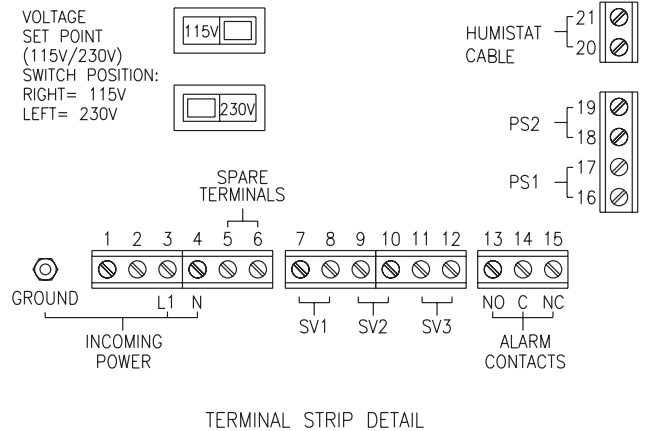 VOLTAGE
SET POINT
(115V/230V)
SWITCH POSITION:
RIGHT= 115V
LEFT= 230V
115V
230V
HUMISTAT
CABLE
21
20
PS2
19
18
PS1
17
16
SPARE
TERMINALS
1 2 3 4 5 6 7 8 9 10 11 12 13 14 15
GROUND
L1 N
NO C NC
SV1 SV2 SV3
INCOMING
POWER
ALARM
CONTACTS
TERMINAL STRIP DETAIL